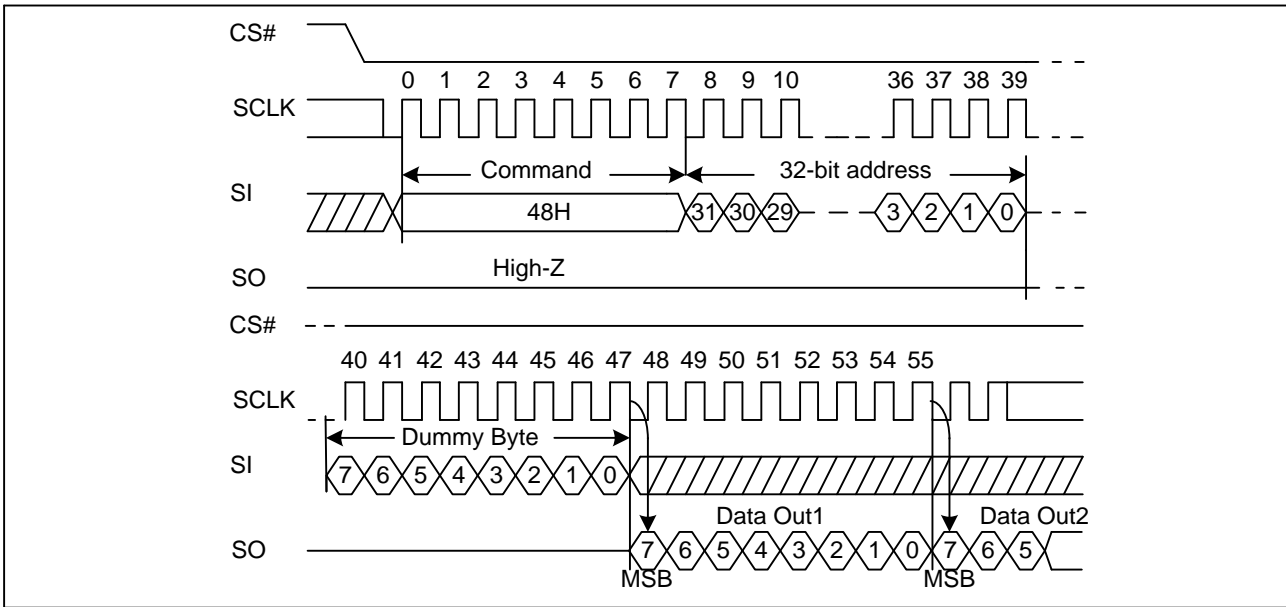 CS#
0 1 2 3 4 5 6 7 8 9 10 36 37 38 39
SCLK
Command 32-bit address
SI
48H 31 30 29 3 2 1 0
High-Z
SO
CS#
40 41 42 43 44 45 46 47 48 49 50 51 52 53 54 55
SCLK
Dummy Byte
SI
7 6 5 4 3 2 1 0
Data Out1 Data Out2
SO
7 6 5 4 3 2 1 0 7 6 5
MSB MSB